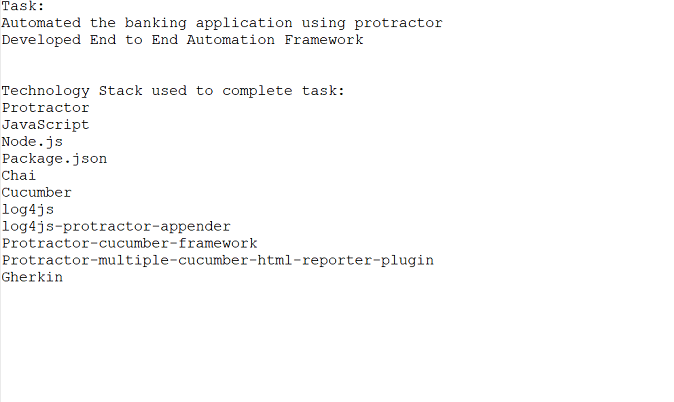 Task:
Automated the banking application using protractor
Developed End to End Automation Framework
Technology Stack used to complete task:
Protractor
JavaScript
Node.js
Package.json
Chai
Cucumber
log4js
log4js-protractor-appender
Protractor-cucumber-framework
Protractor-multiple-cucumber-html-reporter-plugin
Gherkin